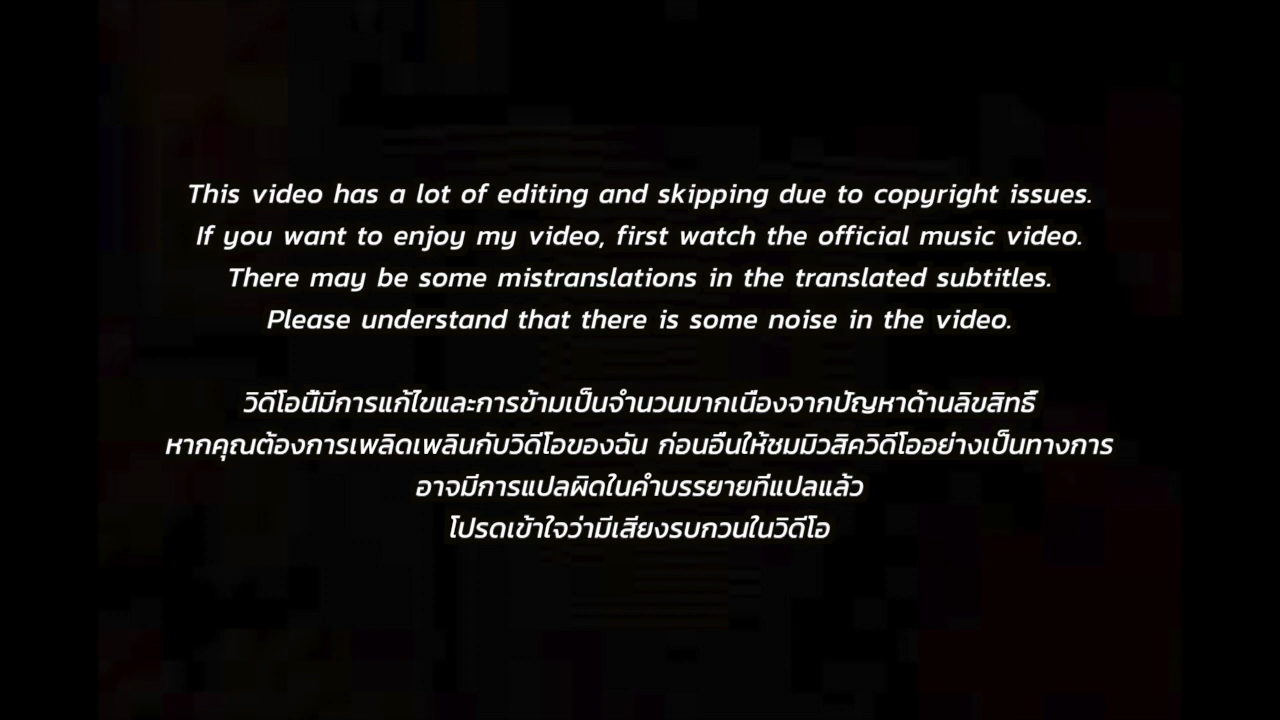 This video has a lot of editing and skipping due to copyright issues.
If you want to enjoy my video, first watch the official music video.
There may be some mistranslations in the translated subtitles.
Please understand that there is some noise in the video.
วิดีโอนี้มีการแก้ไขและการข้ามเป็นจำนวนมากเนื่องจากปัญหาด้านลิขสิทธิ์
หากคุณต้องการเพลิดเพลินกับวิดีโอของฉัน ก่อนอื่นให้ชมมิวสิควิดีโออย่างเป็นทางการ
อาจมีการแปลผิดในคำบรรยายที่แปลแล้ว
โปรดเข้าใจว่ามีเสียงรบกวนในวิดีโอ